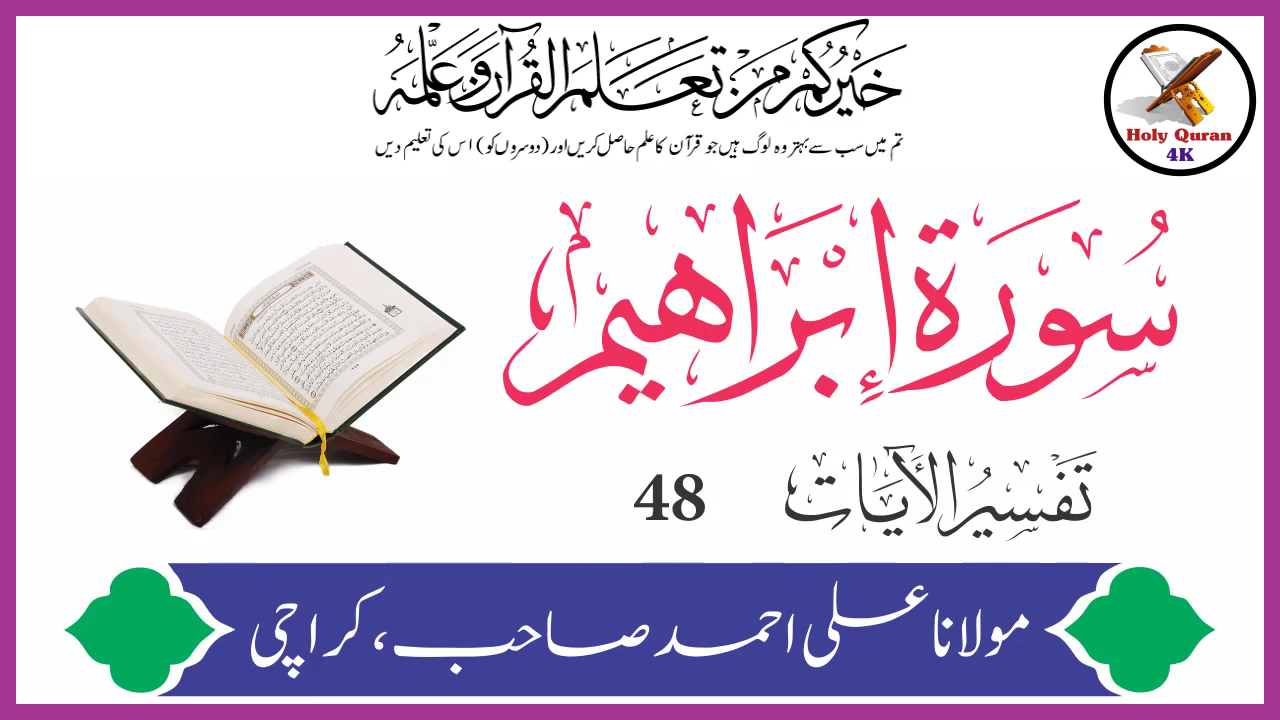 خَيْرُكُمْ مَنْ تَعَلَّمَ الْقُرْآنَ وَعَلَّمَهُ
تم میں سب سے بہتر وہ لوگ ہیں جو قرآن کا علم حاصل کریں اور (دوسروں کو) اس کی تعلیم دیں
Holy Quran
4K
سُورَةُ إِبْرَاهِيم
تَفْسِيرُ الْأَيَاتِ 48
مولانا علی احمد صاحب، کراچی